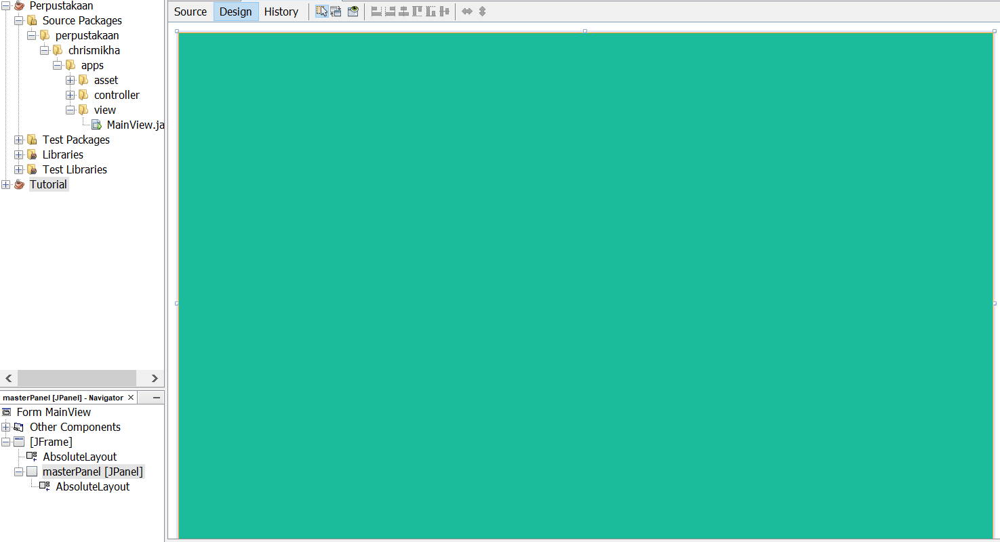 Perpustakaan
Source Packages
perpustakaan
chrismikha
apps
asset
controller
view
MainView.ja
Test Packages
Libraries
Test Libraries
Tutorial
Source Design History
masterPanel [JPanel] - Navigator
Form MainView
Other Components
[JFrame]
AbsoluteLayout
masterPanel [JPanel]
AbsoluteLayout